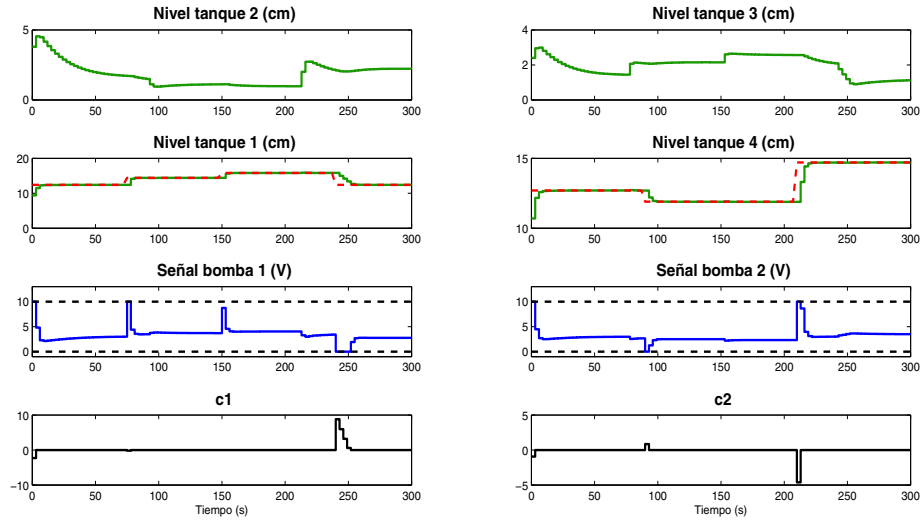 Nivel tanque 2 (cm)
5
0
0 50 100 150 200 250 300
Nivel tanque 3 (cm)
4
2
0
0 50 100 150 200 250 300
Nivel tanque 1 (cm)
20
10
0
0 50 100 150 200 250 300
Nivel tanque 4 (cm)
15
10
0 50 100 150 200 250 300
Señal bomba 1 (V)
10
5
0
0 50 100 150 200 250 300
Señal bomba 2 (V)
10
5
0
0 50 100 150 200 250 300
c1
10
0
−10
0 50 100 150 200 250 300
Tiempo (s)
c2
5
0
−5
0 50 100 150 200 250 300
Tiempo (s)